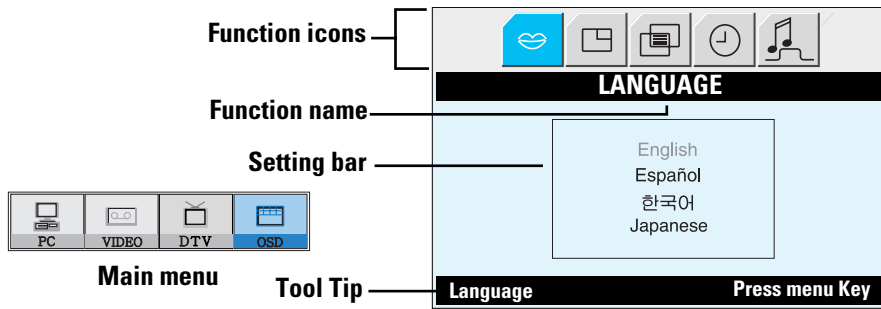 Function icons
LANGUAGE
Function name
English
Setting bar
Español
한국어
Japanese
PC VIDEO DTV OSD
Main menu
Tool Tip
Language Press menu Key